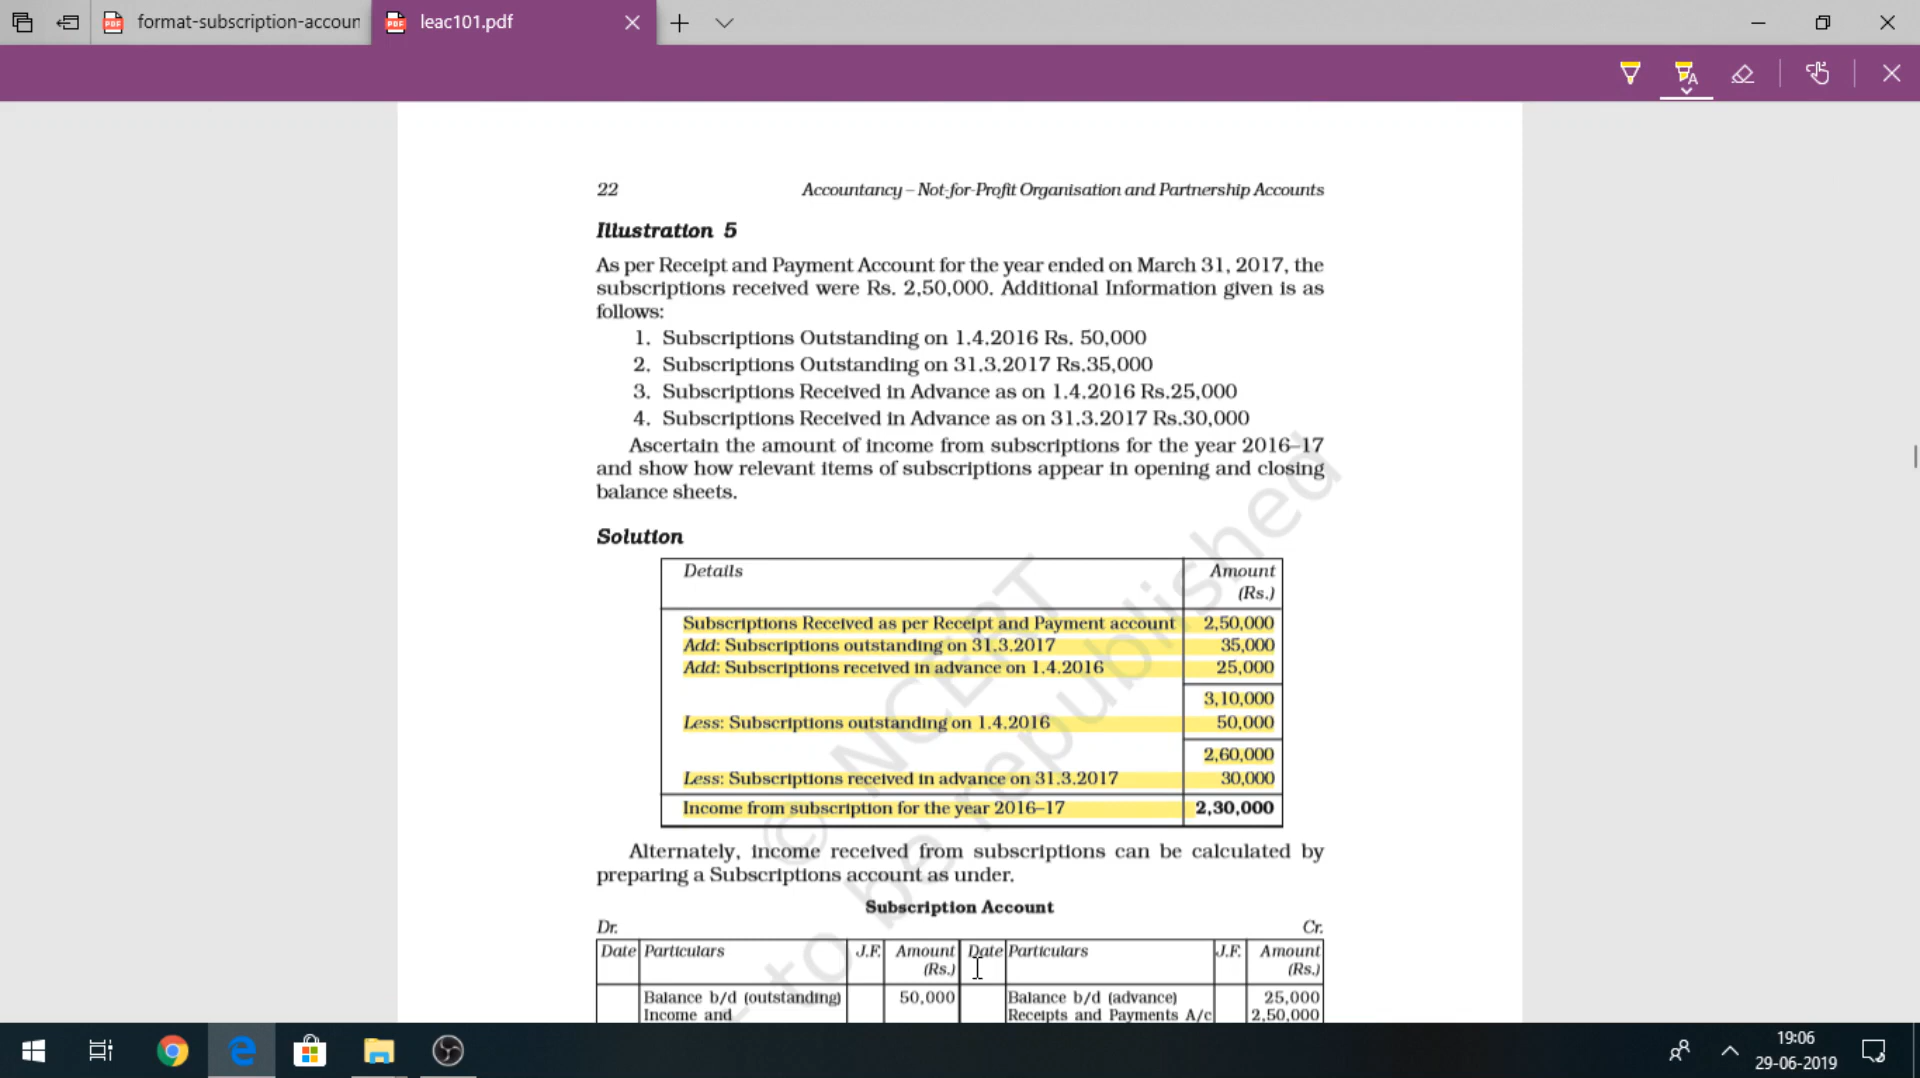 format-subscription-accoun
leac101.pdf
22 Accountancy – Not-for-Profit Organisation and Partnership Accounts
Illustration 5
As per Receipt and Payment Account for the year ended on March 31, 2017, the
subscriptions received were Rs. 2,50,000. Additional Information given is as
follows:
1. Subscriptions Outstanding on 1.4.2016 Rs. 50,000
2. Subscriptions Outstanding on 31.3.2017 Rs.35,000
3. Subscriptions Received in Advance as on 1.4.2016 Rs.25,000
4. Subscriptions Received in Advance as on 31.3.2017 Rs.30,000
Ascertain the amount of income from subscriptions for the year 2016–17
and show how relevant items of subscriptions appear in opening and closing
balance sheets.
Solution
Details Amount
(Rs.)
Subscriptions Received as per Receipt and Payment account 2,50,000
Add: Subscriptions outstanding on 31.3.2017 35,000
Add: Subscriptions received in advance on 1.4.2016 25,000
3,10,000
Less: Subscriptions outstanding on 1.4.2016 50,000
2,60,000
Less: Subscriptions received in advance on 31.3.2017 30,000
Income from subscription for the year 2016–17 2,30,000
Alternately, income received from subscriptions can be calculated by
preparing a Subscriptions account as under.
Subscription Account
Dr. Cr.
Date Particulars J.F. Amount Date Particulars J.F. Amount
(Rs.) (Rs.)
Balance b/d (outstanding) 50,000 Balance b/d (advance) 25,000
Income and Receipts and Payments A/c 2,50,000
© NCERT
to be republished
19:06
29-06-2019